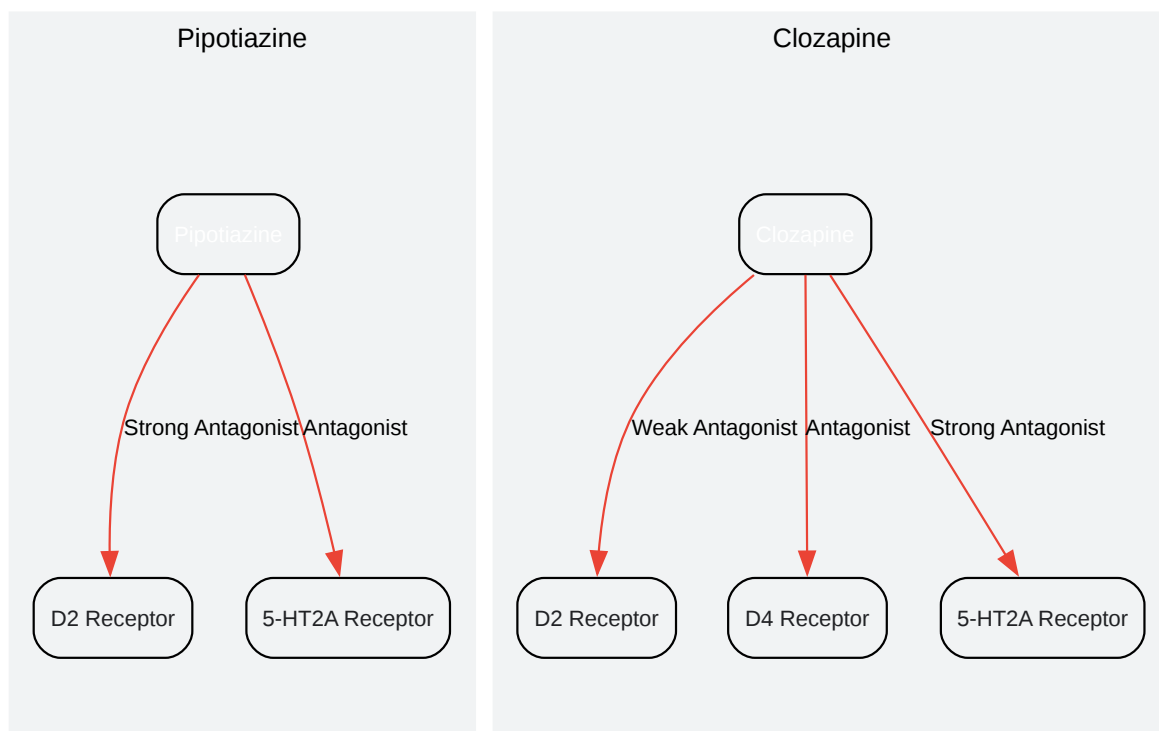 Pipotiazine
Clozapine
Pipotiazine
Clozapine
Strong Antagonist
Antagonist
Weak Antagonist
Antagonist
Strong Antagonist
D2 Receptor
5-HT2A Receptor
D2 Receptor
D4 Receptor
5-HT2A Receptor